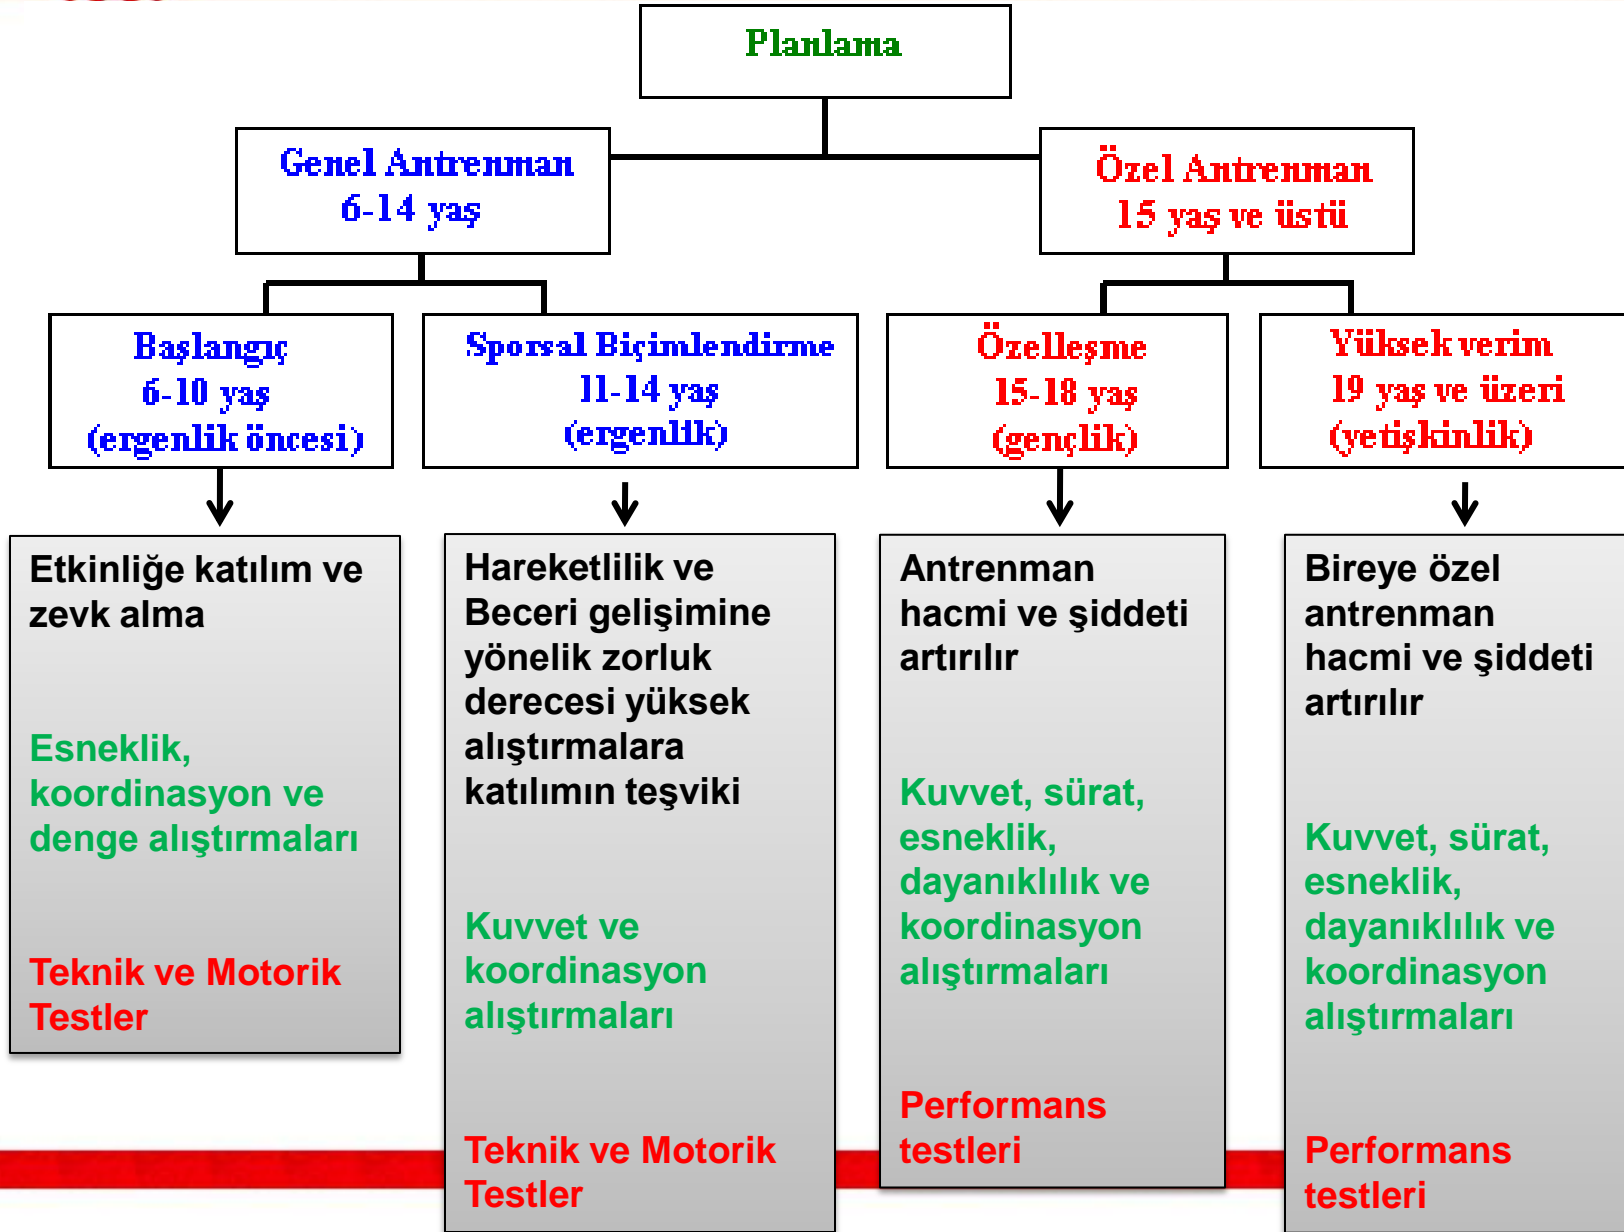 Planlama
Genel Antrenman
6-14 yaş
Özel Antrenman
15 yaş ve üstü
Başlangıç
6-10 yaş
(ergenlik öncesi)
Sporsal Biçimlendirme
11-14 yaş
(ergenlik)
Özelleşme
15-18 yaş
(gençlik)
Yüksek verim
19 yaş ve üzeri
(yetişkinlik)
Etkinliğe katılım ve
zevk alma
Esneklik,
koordinasyon ve
denge alıştırmaları
Teknik ve Motorik
Testler
Hareketlilik ve
Beceri gelişimine
yönelik zorluk
derecesi yüksek
alıştırmalara
katılımın teşviki
Kuvvet ve
koordinasyon
alıştırmaları
Teknik ve Motorik
Testler
Antrenman
hacmi ve şiddeti
artırılır
Kuvvet, sürat,
esneklik,
dayanıklılık ve
koordinasyon
alıştırmaları
Performans
testleri
Bireye özel
antrenman
hacmi ve şiddeti
artırılır
Kuvvet, sürat,
esneklik,
dayanıklılık ve
koordinasyon
alıştırmaları
Performans
testleri